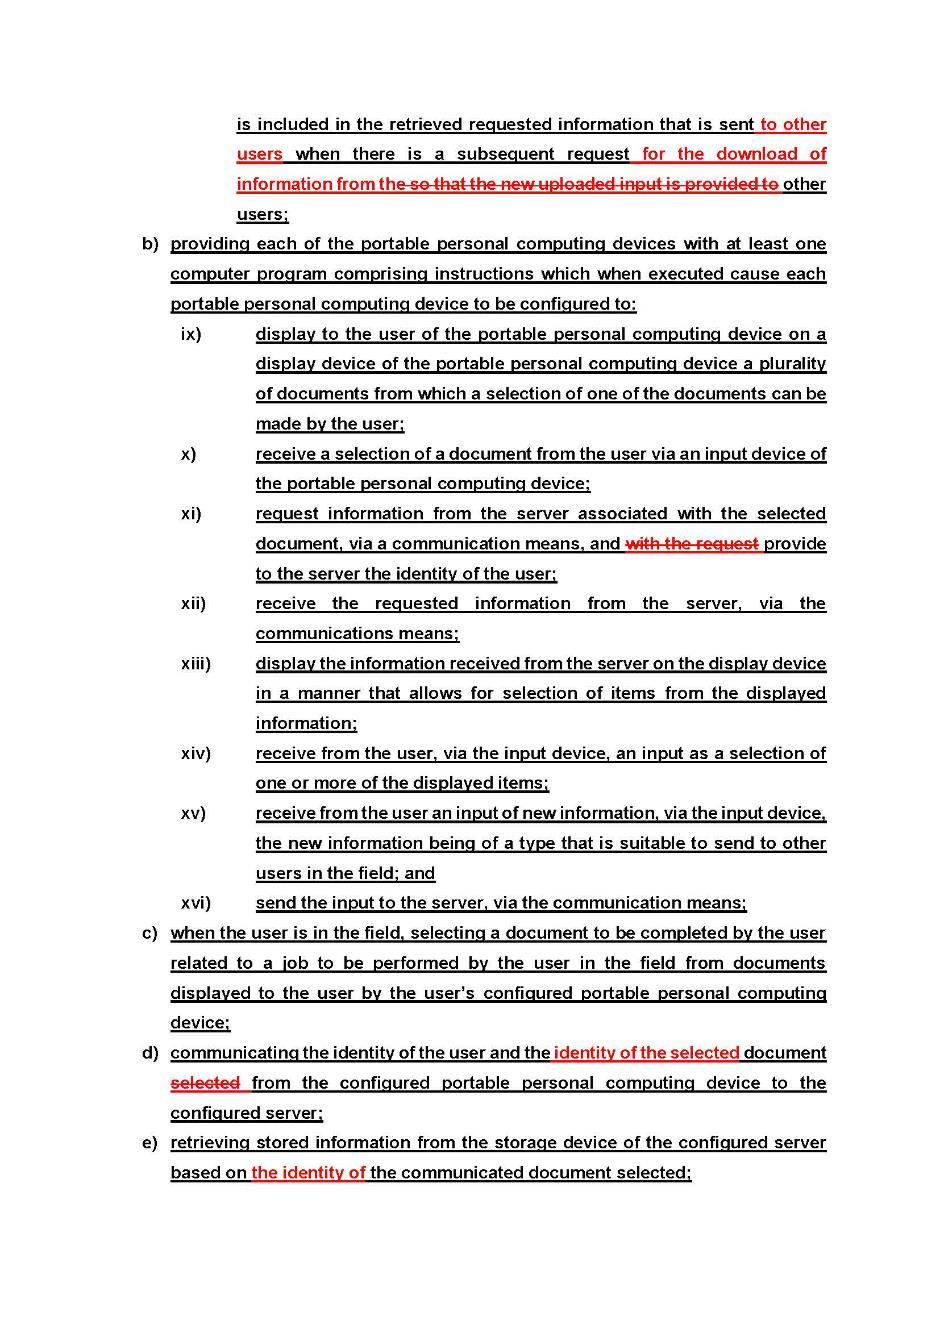 is included in the retrieved requested information that is sent to other
users when there is a subsequent request for the download of
information from the so that the new uploaded input is provided to other
users;
b) providing each of the portable personal computing devices with at least one
computer program comprising instructions which when executed cause each
portable personal computing device to be configured to:
ix) display to the user of the portable personal computing device on a
display device of the portable personal computing device a plurality
of documents from which a selection of one of the documents can be
made by the user;
x) receive a selection of a document from the user via an input device of
the portable personal computing device;
xi) request information from the server associated with the selected
document, via a communication means, and with the request provide
to the server the identity of the user;
xii) receive the requested information from the server, via the
communications means;
xiii) display the information received from the server on the display device
in a manner that allows for selection of items from the displayed
information;
xiv) receive from the user, via the input device, an input as a selection of
one or more of the displayed items;
xv) receive from the user an input of new information, via the input device,
the new information being of a type that is suitable to send to other
users in the field; and
xvi) send the input to the server, via the communication means;
c) when the user is in the field, selecting a document to be completed by the user
related to a job to be performed by the user in the field from documents
displayed to the user by the user's configured portable personal computing
device;
d) communicating the identity of the user and the identity of the selected document
selected from the configured portable personal computing device to the
configured server;
e) retrieving stored information from the storage device of the configured server
based on the identity of the communicated document selected;